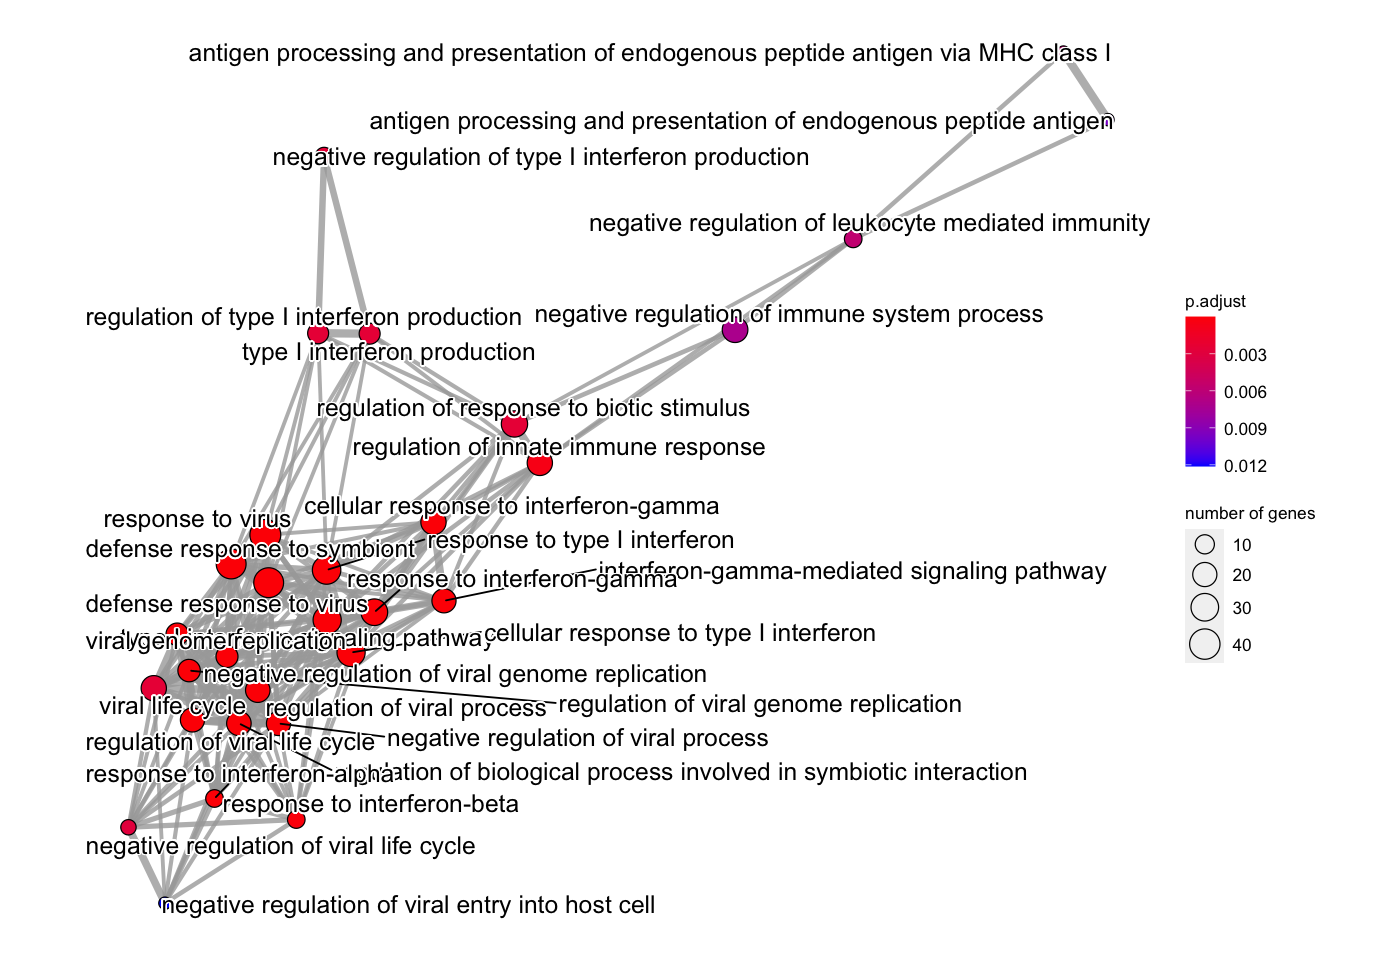 antigen processing and presentation of endogenous peptide antigen via MHC class I
antigen processing and presentation of endogenous peptide antigen
negative regulation of type I interferon production
negative regulation of leukocyte mediated immunity
regulation of type I interferon production
negative regulation of immune system process
type I interferon production
regulation of response to biotic stimulus
regulation of innate immune response
cellular response to interferon-gamma
response to virus
response to type I interferon
defense response to symbiont
interferon-gamma-mediated signaling pathway
response to interferon-gamma
defense response to virus
type I interferon signaling pathway
cellular response to type I interferon
viral genome replication
negative regulation of viral genome replication
regulation of viral genome replication
viral life cycle
regulation of viral process
negative regulation of viral process
regulation of viral life cycle
regulation of biological process involved in symbiotic interaction
response to interferon-alpha
response to interferon-beta
negative regulation of viral life cycle
negative regulation of viral entry into host cell
p.adjust
0.003
0.006
0.009
0.012
number of genes
10
20
30
40